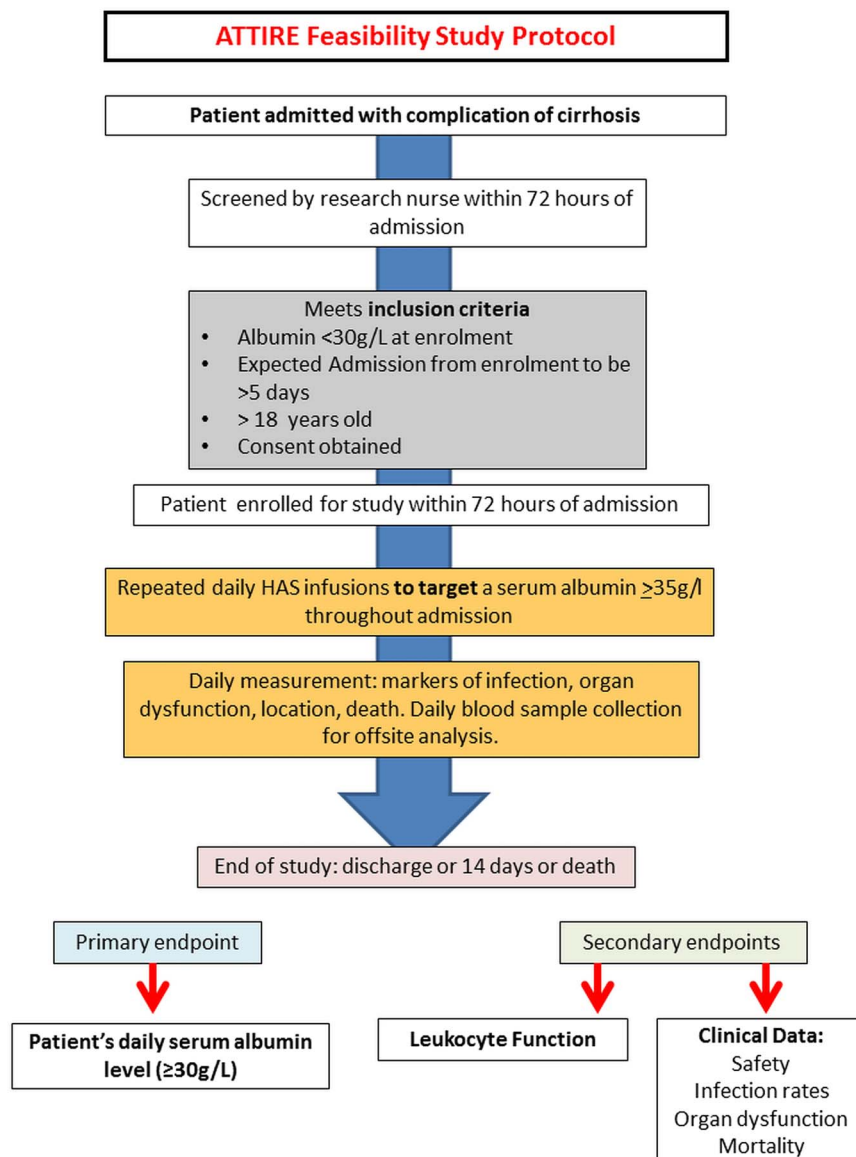 ATTIRE Feasibility Study Protocol
Patient admitted with complication of cirrhosis
Screened by research nurse within 72 hours of
admission
Meets inclusion criteria
• Albumin <30g/L at enrolment
• Expected Admission from enrolment to be
>5 days
• > 18 years old
• Consent obtained
Patient enrolled for study within 72 hours of admission
Repeated daily HAS infusions to target a serum albumin ≥35g/l
throughout admission
Daily measurement: markers of infection, organ
dysfunction, location, death. Daily blood sample collection
for offsite analysis.
End of study: discharge or 14 days or death
Primary endpoint
Patient’s daily serum albumin
level (≥30g/L)
Secondary endpoints
Leukocyte Function
Clinical Data:
Safety
Infection rates
Organ dysfunction
Mortality